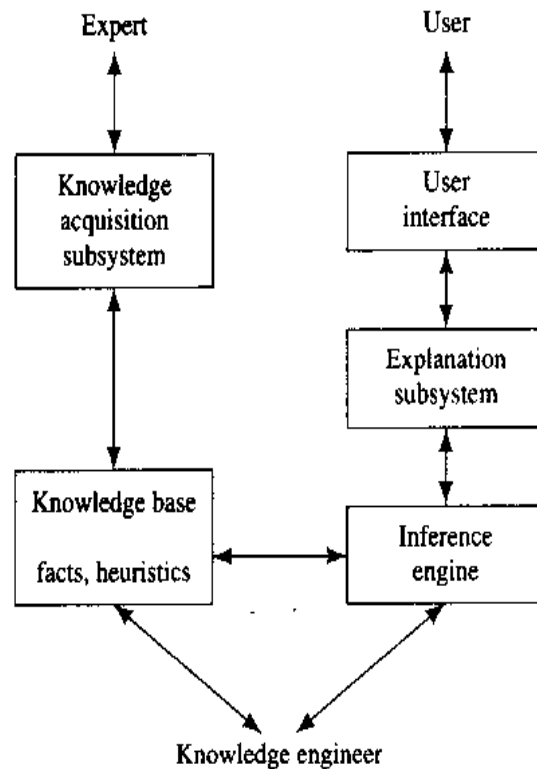 Expert
User
Knowledge
acquisition
subsystem
User
interface
Explanation
subsystem
Knowledge base
facts, heuristics
Inference
engine
Knowledge engineer